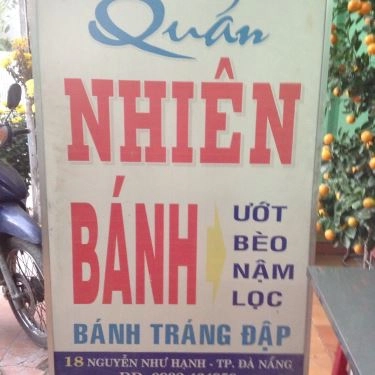 Quán
NHIÊN
BÁNH
ƯỚT
BÈO
NẬM
LỌC
BÁNH TRÁNG ĐẬP
18 NGUYỄN NHƯ HẠNH - TP. ĐÀ NẴNG